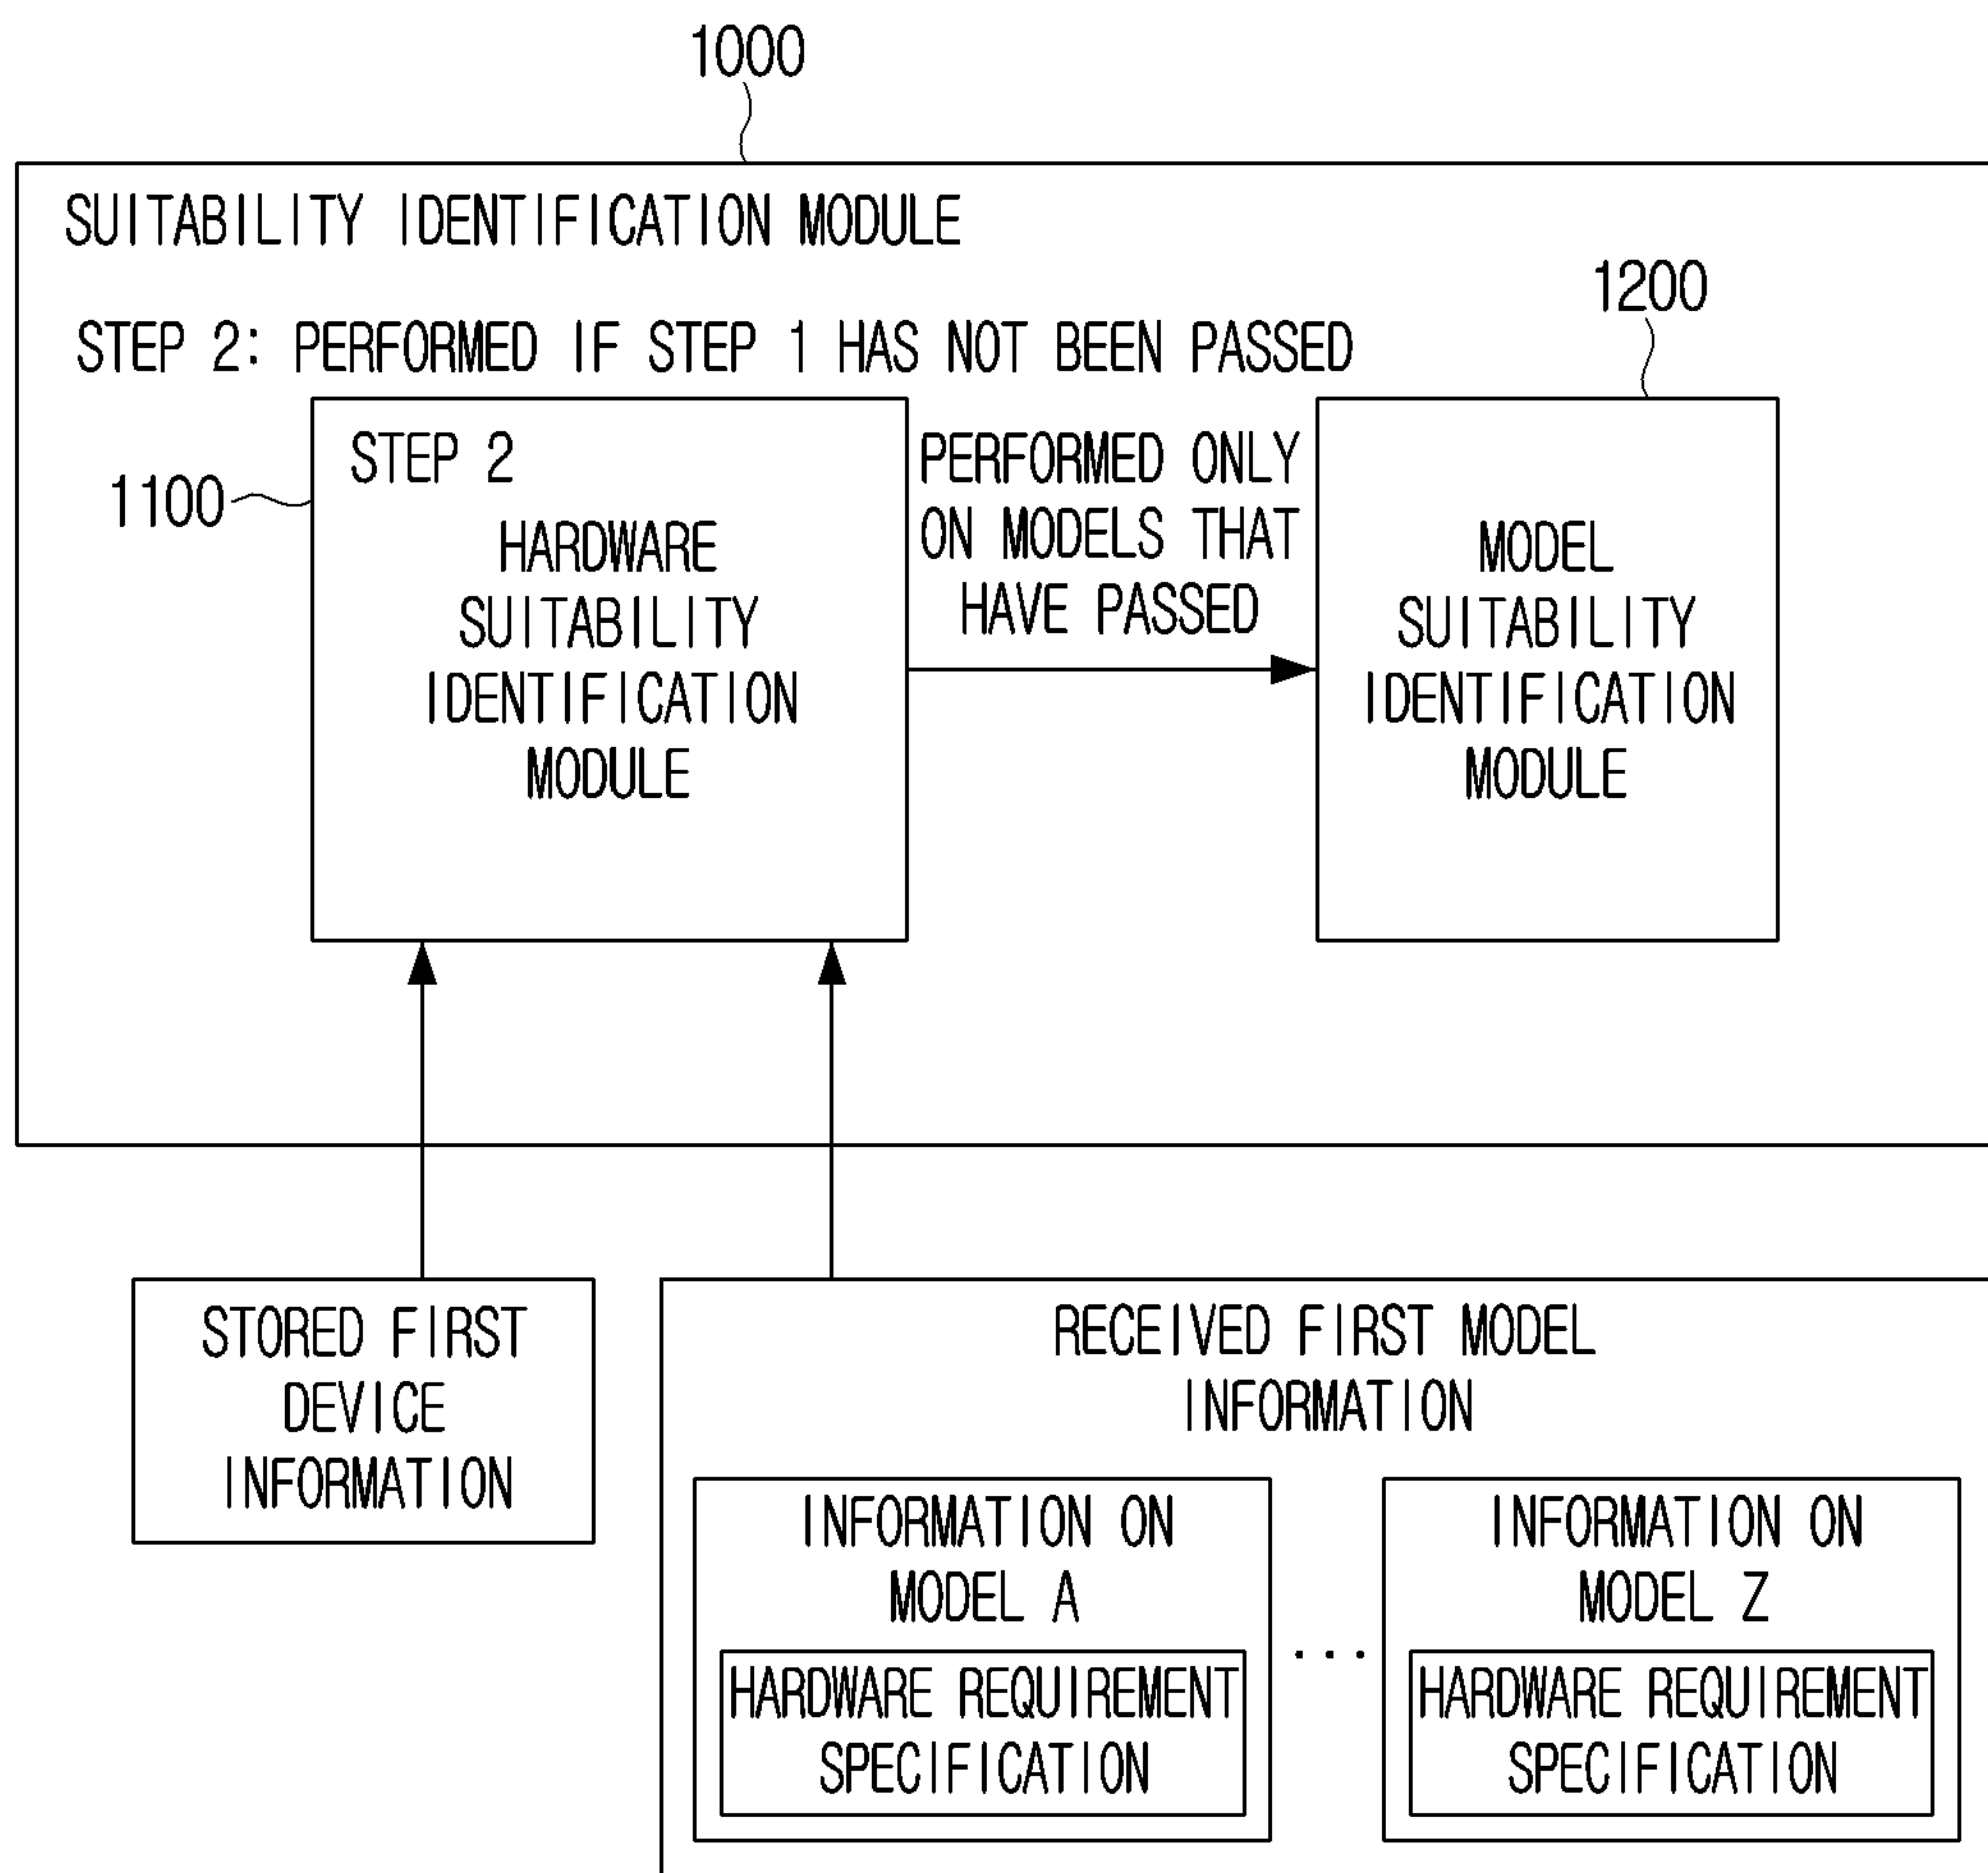 1000
SUITABILITY IDENTIFICATION MODULE
1200
STEP 2: PERFORMED IF STEP 1 HAS NOT BEEN PASSED
1100
STEP 2
HARDWARE
SUITABILITY
IDENTIFICATION
MODULE
PERFORMED ONLY
ON MODELS THAT
HAVE PASSED
MODEL
SUITABILITY
IDENTIFICATION
MODULE
STORED FIRST
DEVICE
INFORMATION
RECEIVED FIRST MODEL
INFORMATION
INFORMATION ON
MODEL A
HARDWARE REQUIREMENT
SPECIFICATION
...
INFORMATION ON
MODEL Z
HARDWARE REQUIREMENT
SPECIFICATION